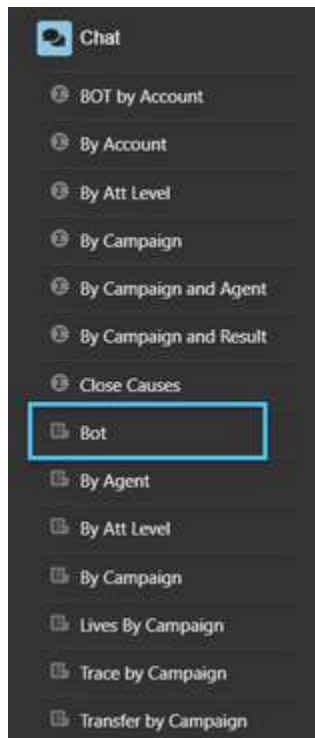 Chat
BOT by Account
By Account
By Att Level
By Campaign
By Campaign and Agent
By Campaign and Result
Close Causes
Bot
By Agent
By Att Level
By Campaign
Lives By Campaign
Trace by Campaign
Transfer by Campaign